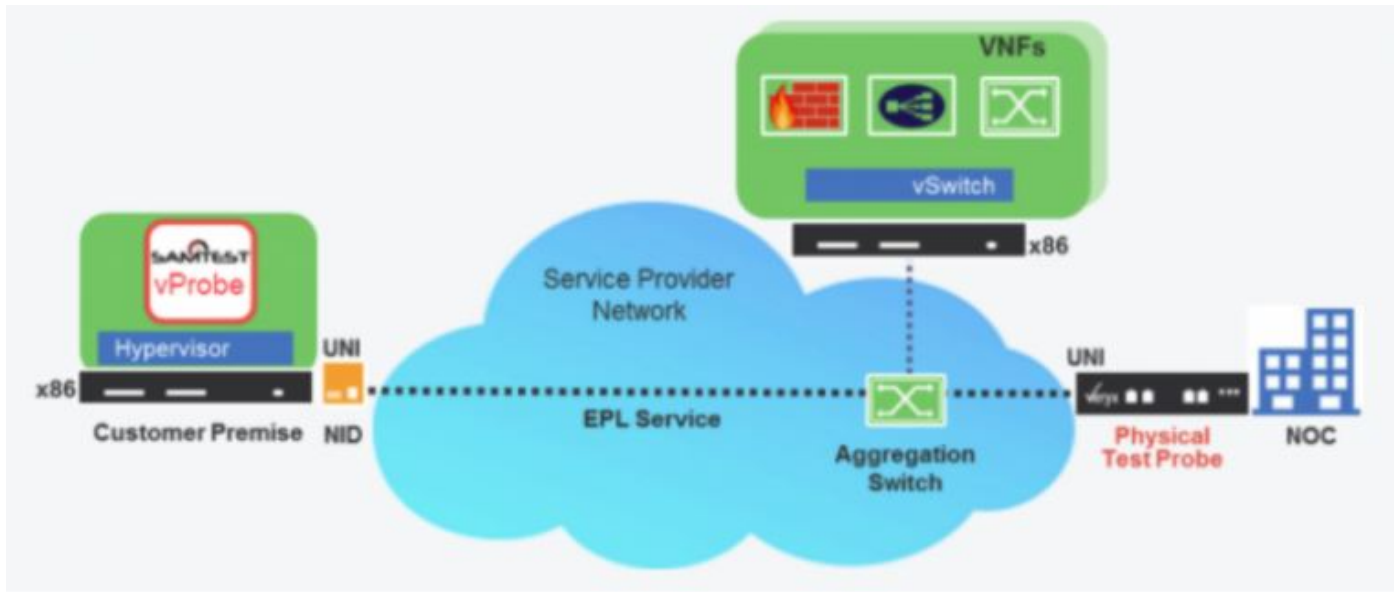 VNFs
vSwitch
x86
SAMTEST
vProbe
Hypervisor
x86
Customer Premise
UNI
NID
Service Provider
Network
EPL Service
Aggregation
Switch
UNI
Physical
Test Probe
NOC